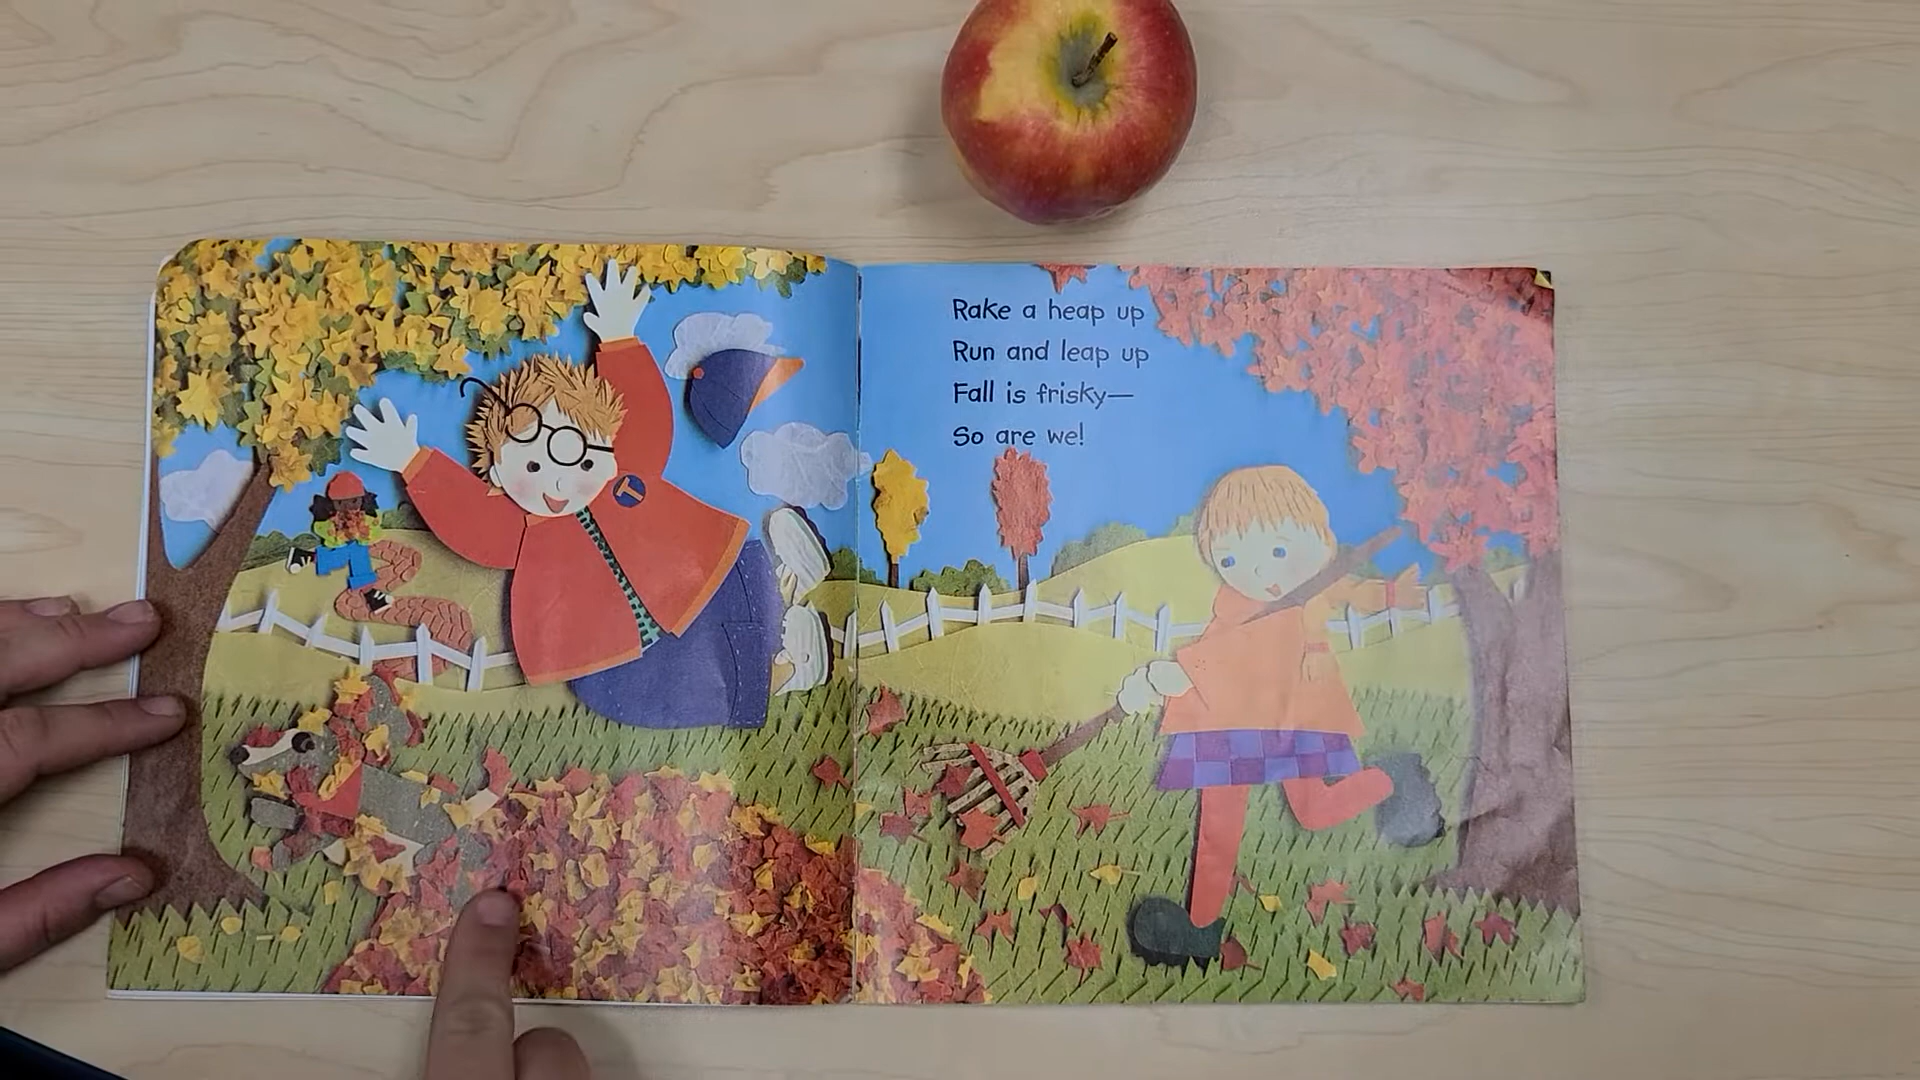 Rake a heap up
Run and leap up
Fall is frisky—
So are we!
T